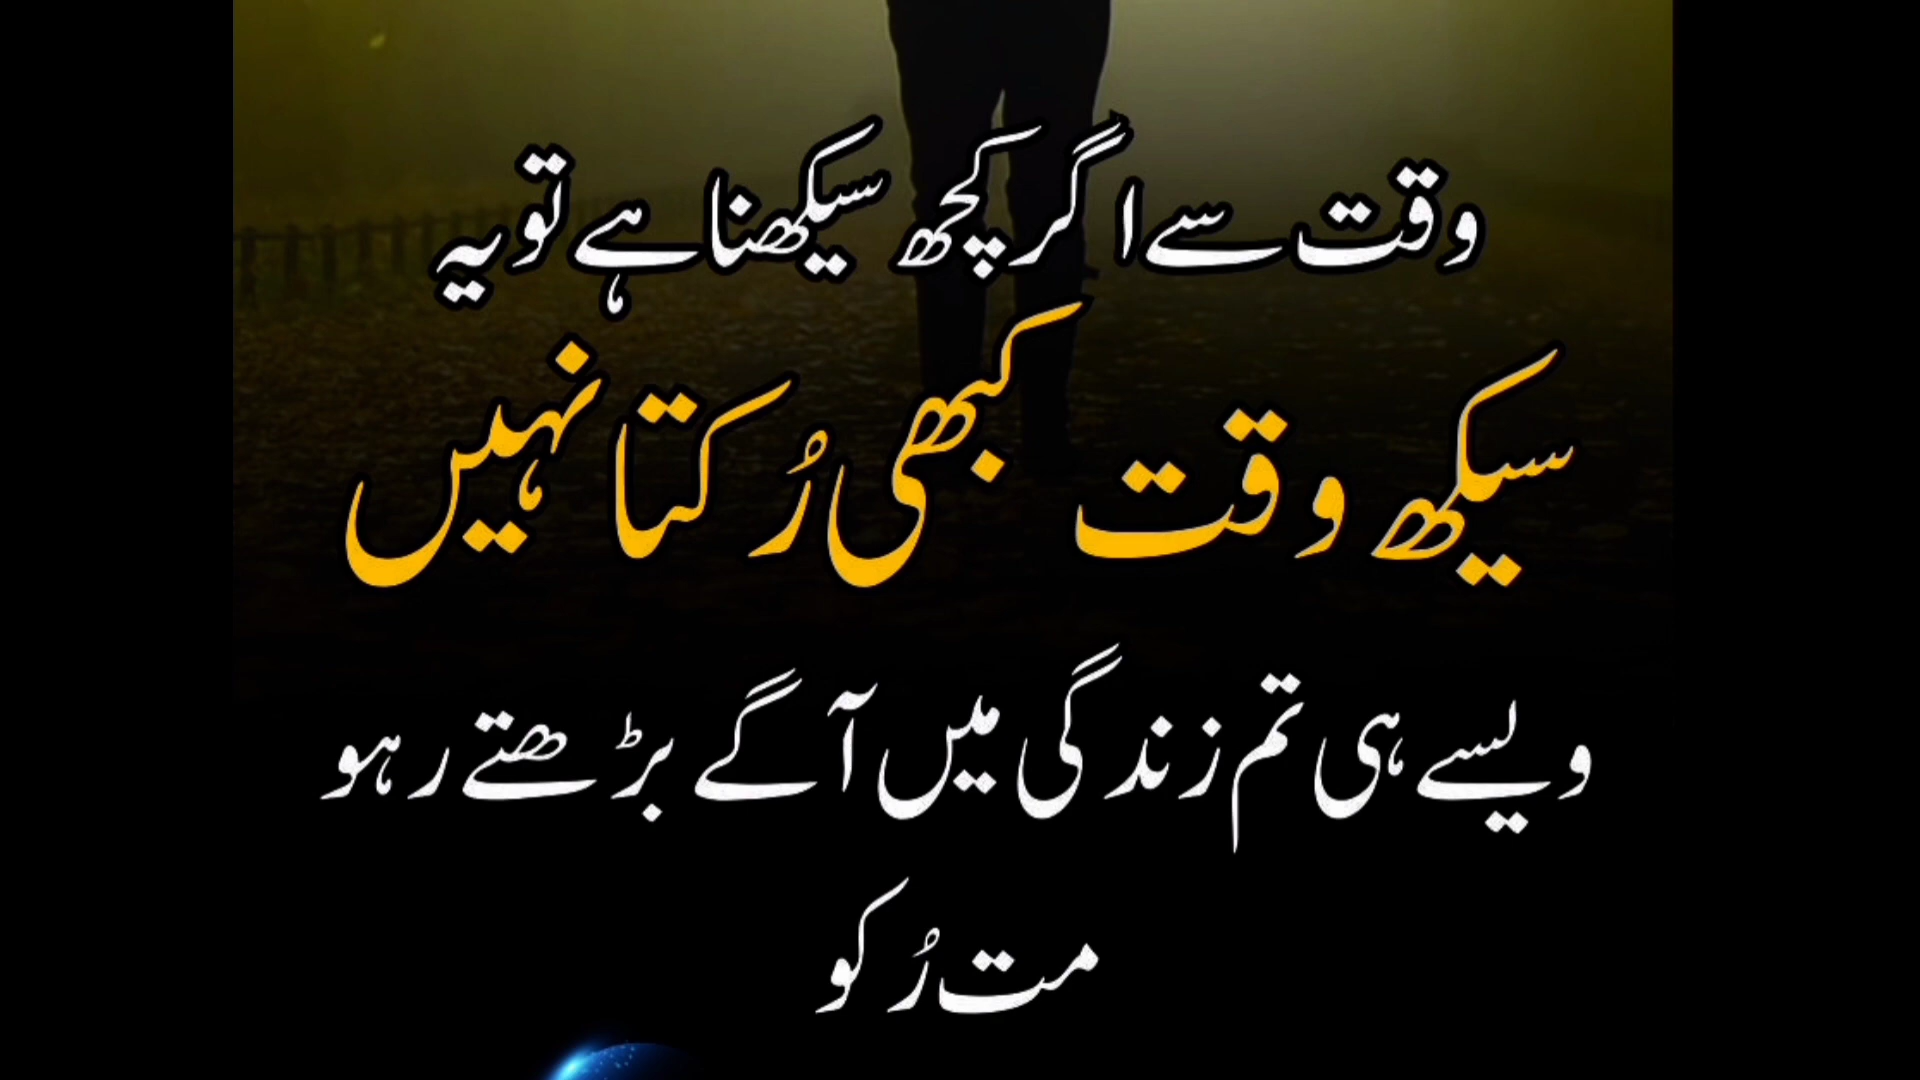 وقت سے اگر کچھ سیکھنا ہے تو یہ
سیکھ وقت کبھی رُکتا نہیں
ویسے ہی تم زندگی میں آگے بڑھتے رہو
مت رُکو